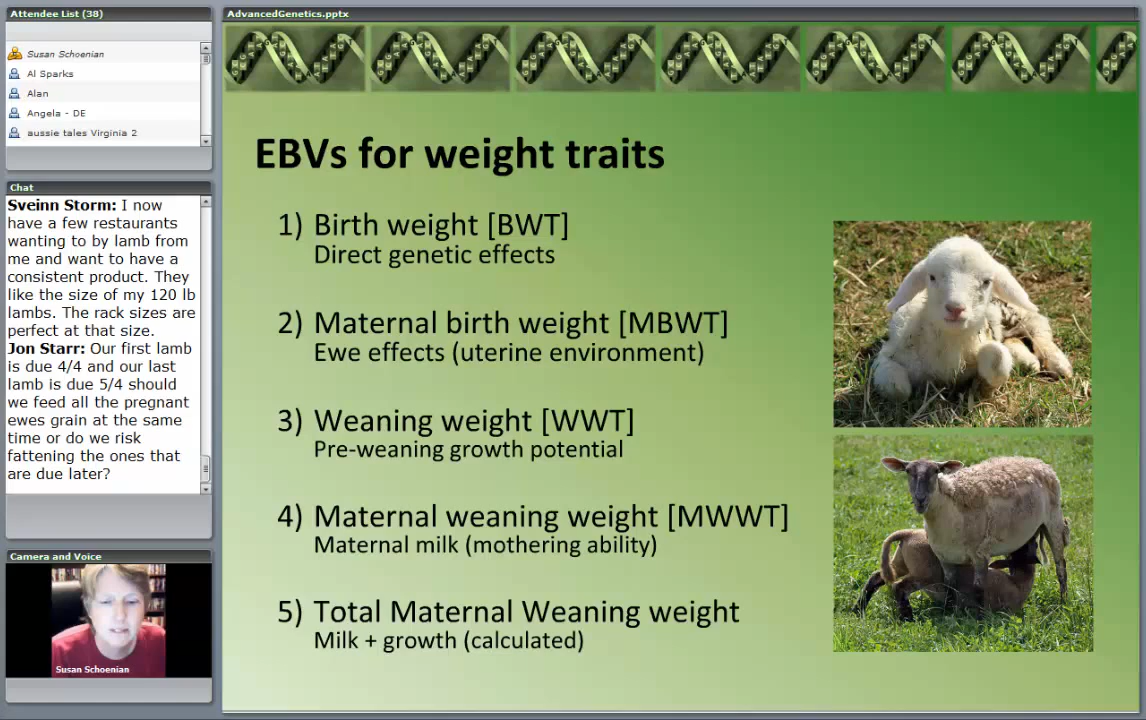 Attendee List (38)
Susan Schoenian
Al Sparks
Alan
Angela - DE
aussie tales Virginia 2
Chat
Sveinn Storm: I now
have a few restaurants
wanting to by lamb from
me and want to have a
consistent product. They
like the size of my 120 lb
lambs. The rack sizes are
perfect at that size.
Jon Starr: Our first lamb
is due 4/4 and our last
lamb is due 5/4 should
we feed all the pregnant
ewes grain at the same
time or do we risk
fattening the ones that
are due later?
Camera and Voice
Susan Schoenian
AdvancedGenetics.pptx
EBVs for weight traits
1) Birth weight [BWT]
Direct genetic effects
2) Maternal birth weight [MBWT]
Ewe effects (uterine environment)
3) Weaning weight [WWT]
Pre-weaning growth potential
4) Maternal weaning weight [MWWT]
Maternal milk (mothering ability)
5) Total Maternal Weaning weight
Milk + growth (calculated)